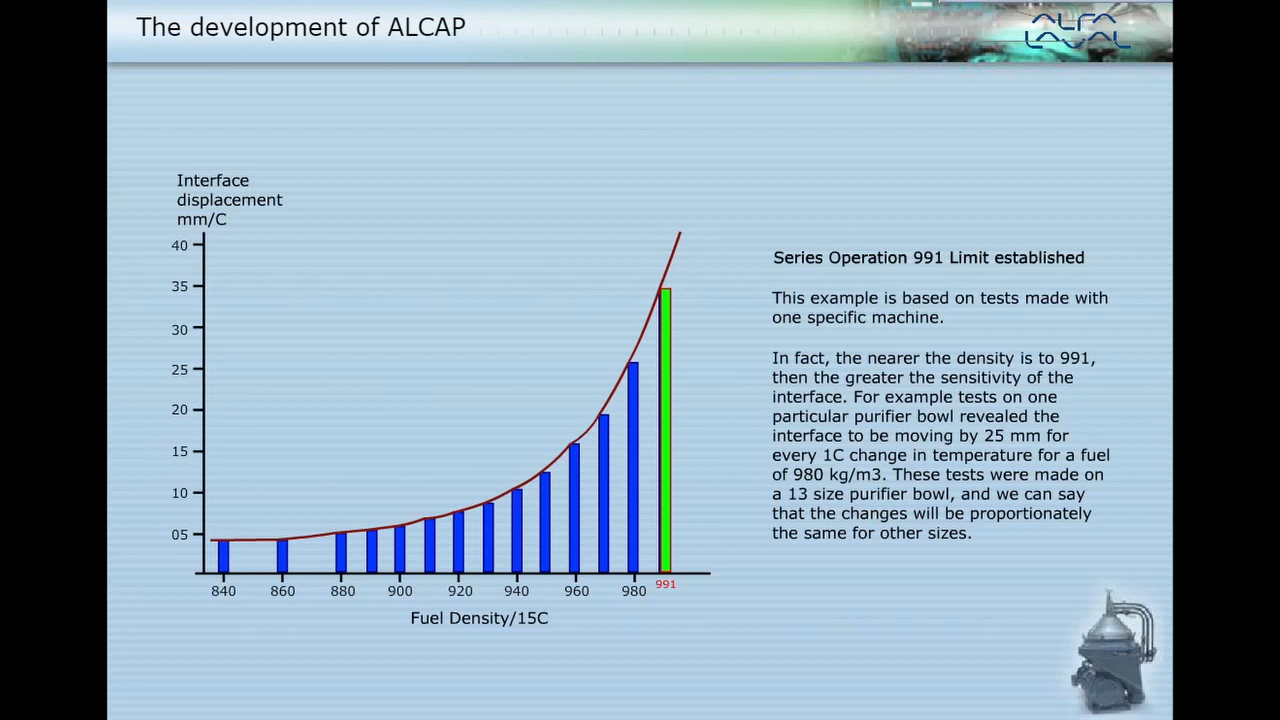 The development of ALCAP
ALFA
LAVAL
Interface
displacement
mm/C
40
35
30
25
20
15
10
05
840 860 880 900 920 940 960 980 991
Fuel Density/15C
Series Operation 991 Limit established
This example is based on tests made with
one specific machine.
In fact, the nearer the density is to 991,
then the greater the sensitivity of the
interface. For example tests on one
particular purifier bowl revealed the
interface to be moving by 25 mm for
every 1C change in temperature for a fuel
of 980 kg/m3. These tests were made on
a 13 size purifier bowl, and we can say
that the changes will be proportionately
the same for other sizes.